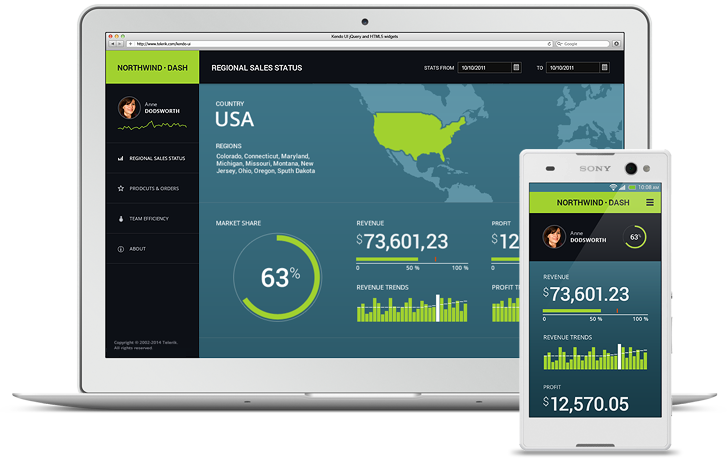 Kendo UI jQuery and HTML5 widgets
http://www.telerik.com/kendo-ui
Google
NORTHWIND·DASH
REGIONAL SALES STATUS
STATS FROM
10/10/2011
TO
10/10/2011
Anne
DODSWORTH
REGIONAL SALES STATUS
PRODCUTS & ORDERS
TEAM EFFICIENCY
ABOUT
Copyright © 2002-2014 Telerik.
All rights reserved.
COUNTRY
USA
REGIONS
Colorado, Connecticut, Maryland,
Michigan, Missouri, Montana, New
Jersey, Ohio, Oregon, Sputh Dakota
MARKET SHARE
63%
REVENUE
$73,601,23
0 50 % 100 %
REVENUE TRENDS
PROFIT
$12
0
PROFIT T
SONY
10:08 AM
NORTHWIND·DASH
Anne
DODSWORTH
63%
REVENUE
$73,601.23
0 50 % 100 %
REVENUE TRENDS
PROFIT
$12,570.05